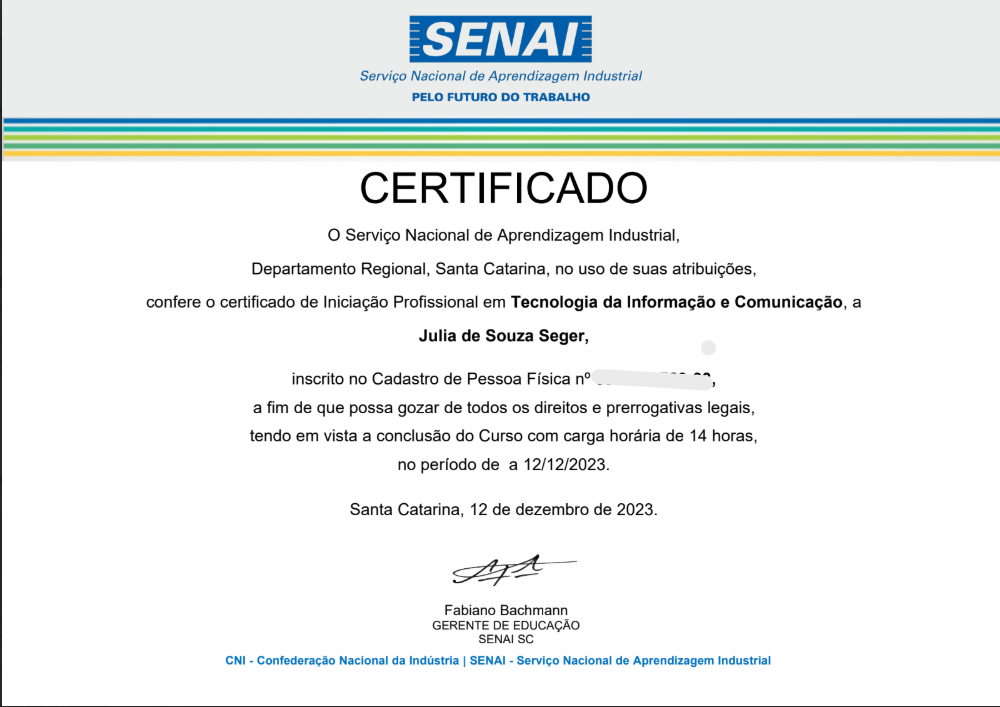 SENAI
Serviço Nacional de Aprendizagem Industrial
PELO FUTURO DO TRABALHO
CERTIFICADO
O Serviço Nacional de Aprendizagem Industrial,
Departamento Regional, Santa Catarina, no uso de suas atribuições,
confere o certificado de Iniciação Profissional em Tecnologia da Informação e Comunicação, a
Julia de Souza Seger,
inscrito no Cadastro de Pessoa Física nº
a fim de que possa gozar de todos os direitos e prerrogativas legais,
tendo em vista a conclusão do Curso com carga horária de 14 horas,
no período de  a 12/12/2023.
Santa Catarina, 12 de dezembro de 2023.
Fabiano Bachmann
GERENTE DE EDUCAÇÃO
SENAI SC
CNI - Confederação Nacional da Indústria | SENAI - Serviço Nacional de Aprendizagem Industrial